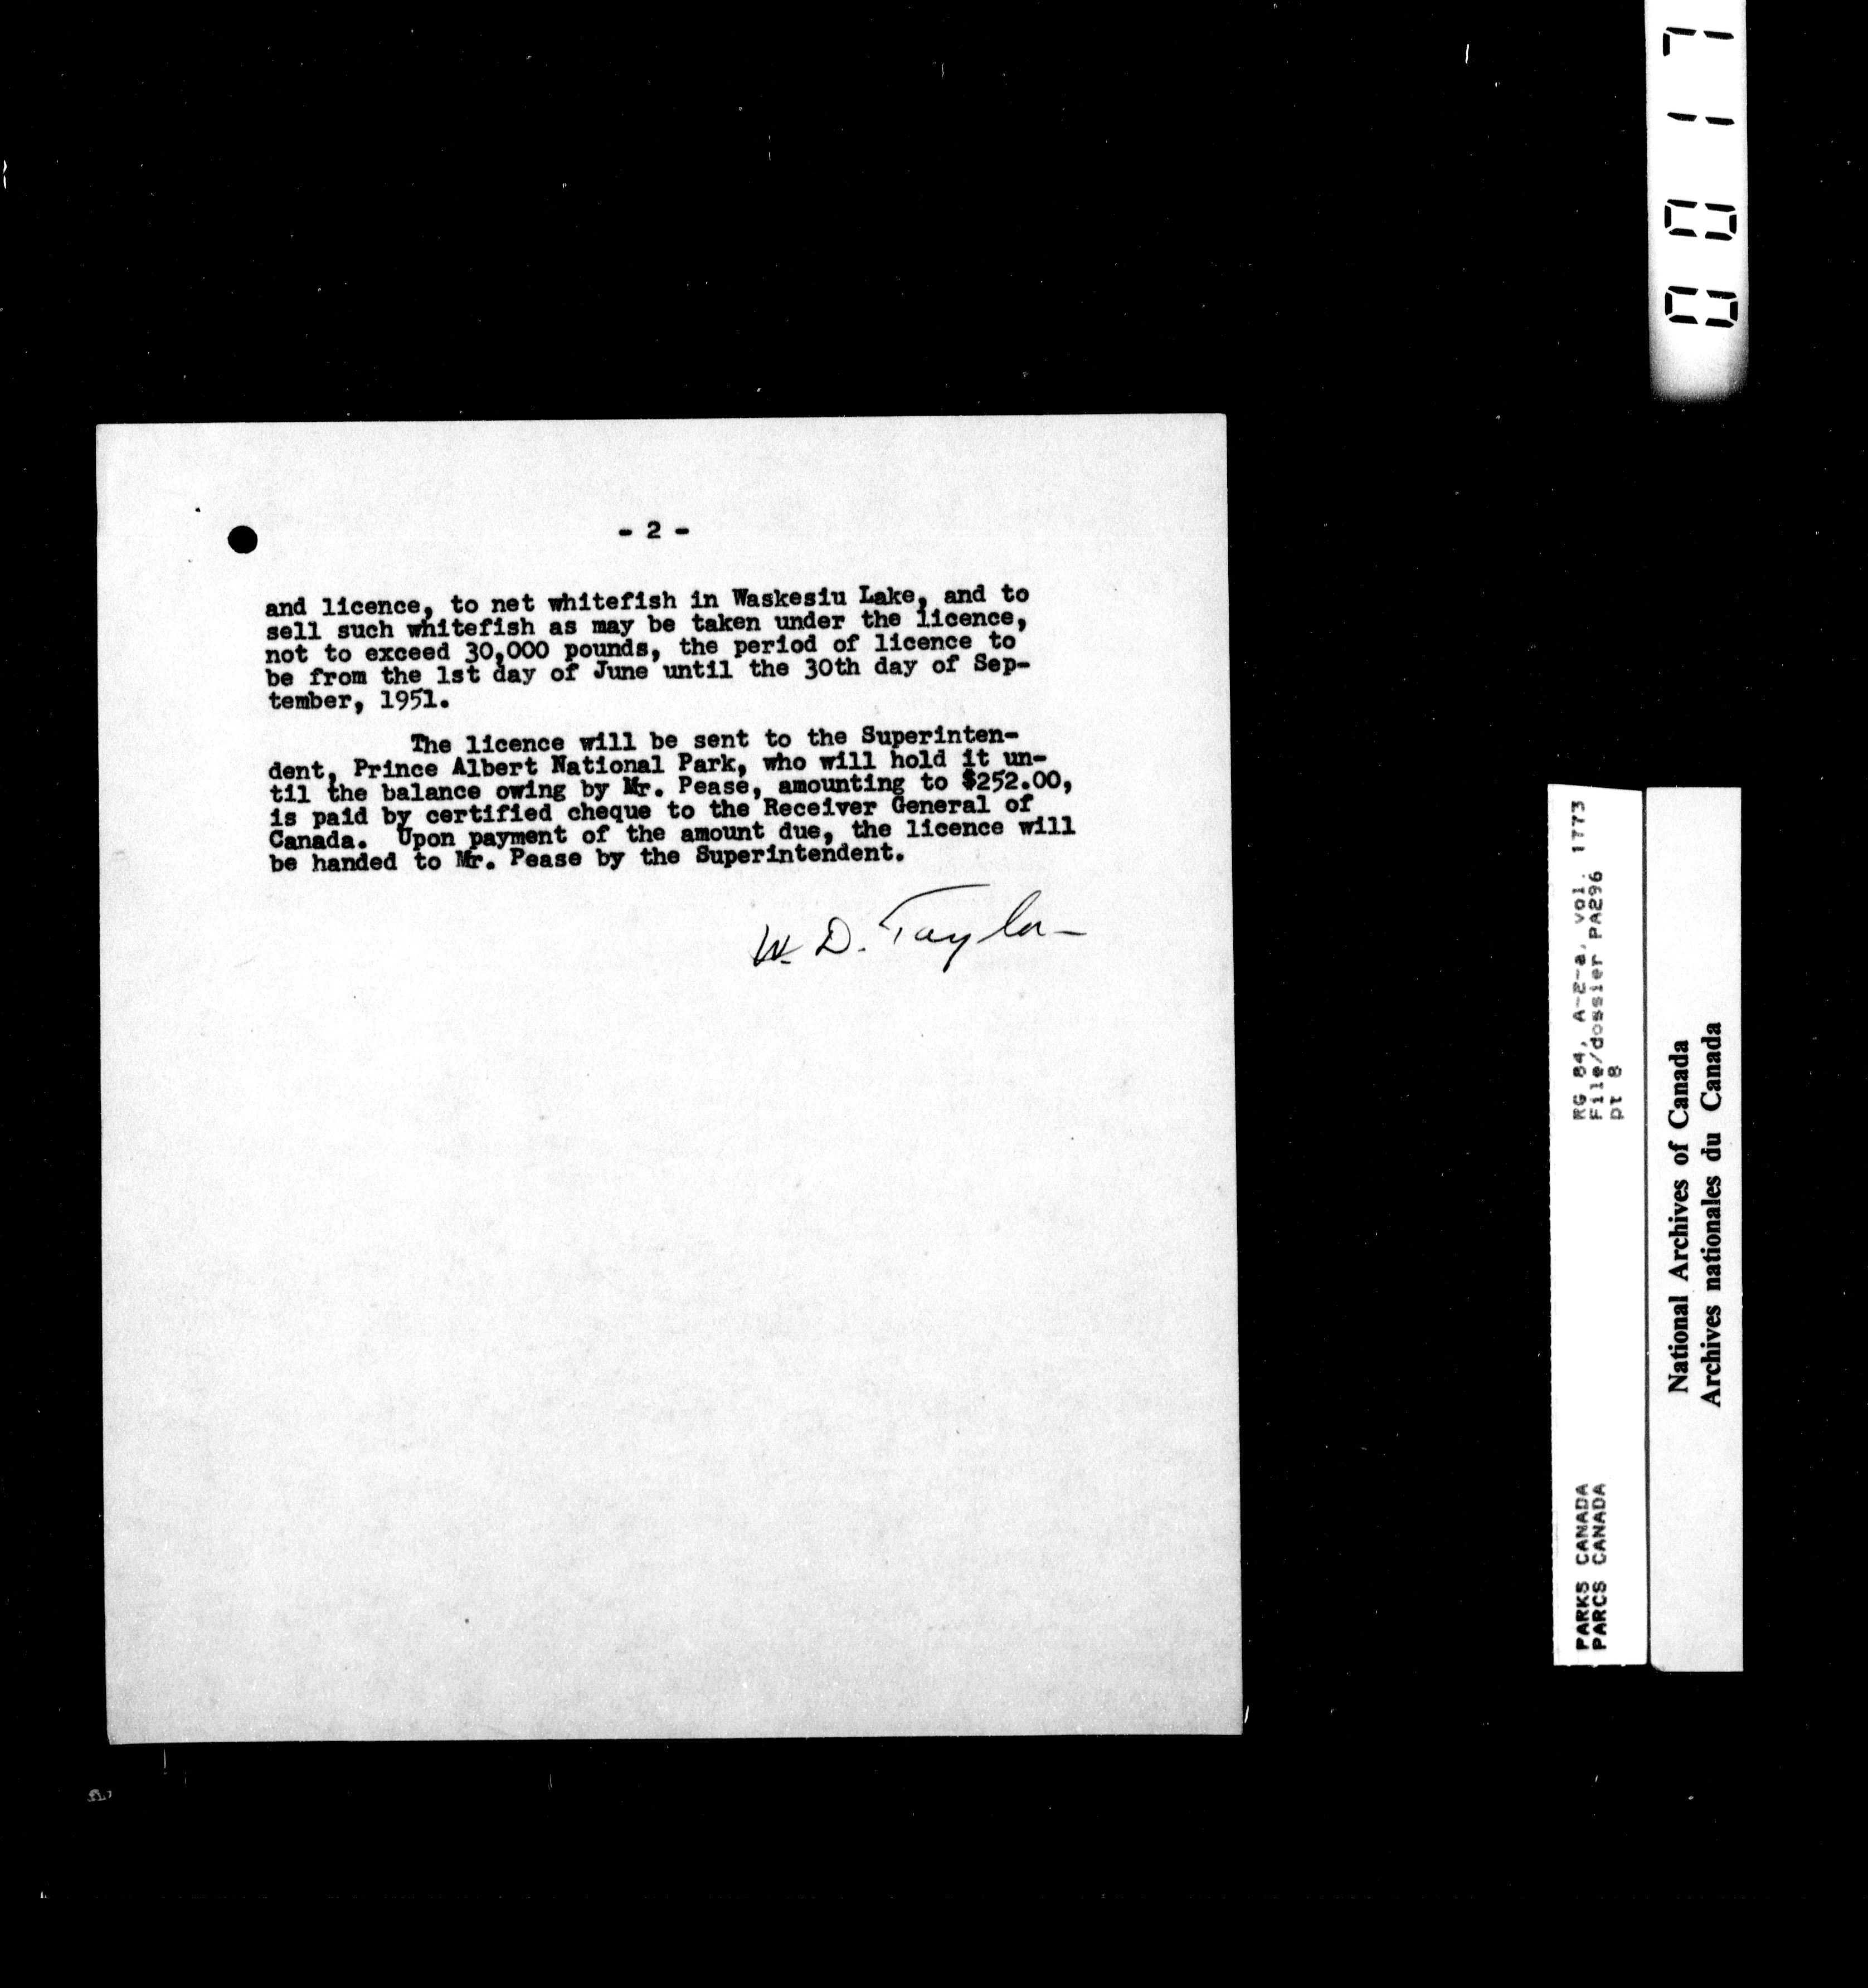 - 2 -
and licence, to net whitefish in Waskesiu Lake, and to
sell such whitefish as may be taken under the licence,
not to exceed 30,000 pounds, the period of licence to
be from the 1st day of June until the 30th day of Sep-
tember, 1951.
The licence will be sent to the Superinten-
dent, Prince Albert National Park, who will hold it un-
til the balance owing by Mr. Pease, amounting to $252.00,
is paid by certified cheque to the Receiver General of
Canada. Upon payment of the amount due, the licence will
be handed to Mr. Pease by the Superintendent.
W. D. Taylor
0017
PARKS CANADA RG 84, A-2-a, vol. 1773
PARCS CANADA File/dossier PA296
pt 8
National Archives of Canada
Archives nationales du Canada